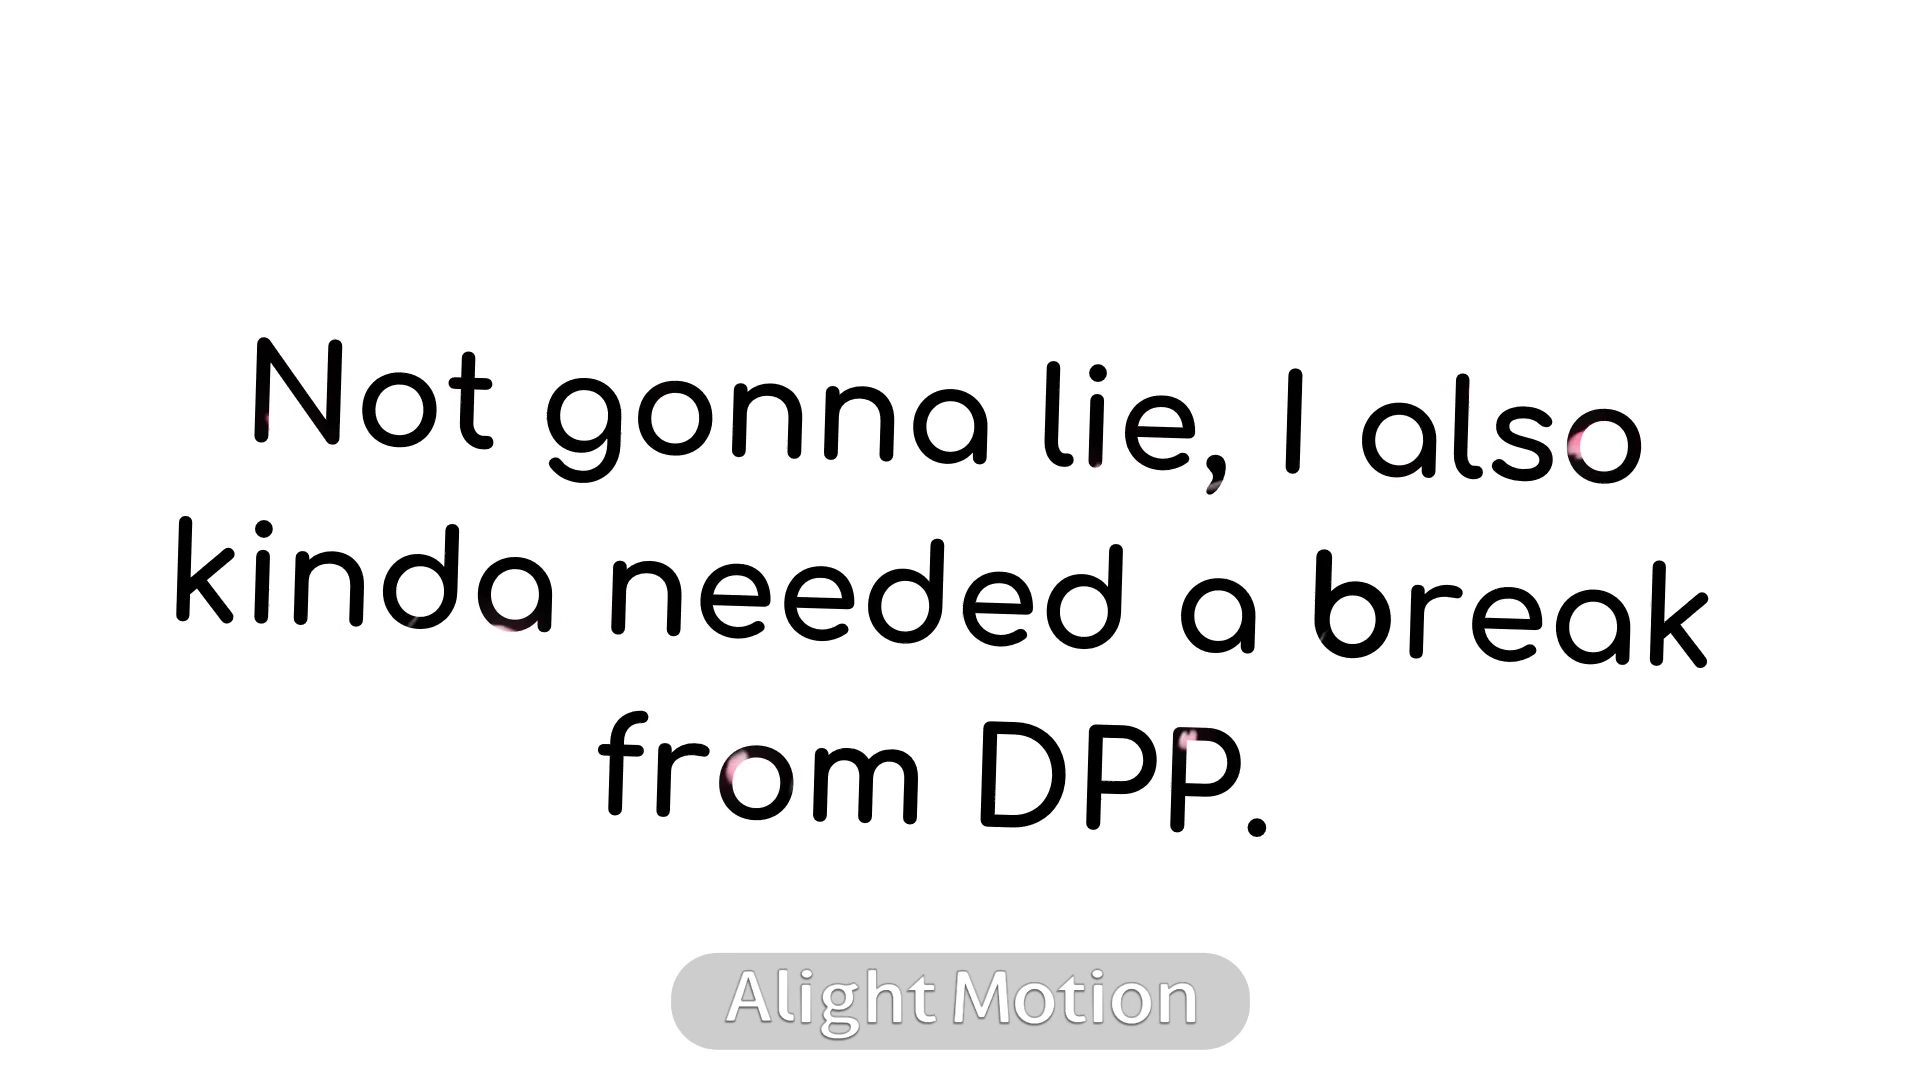 Not gonna lie, I also
kinda needed a break
from DPP.
Alight Motion